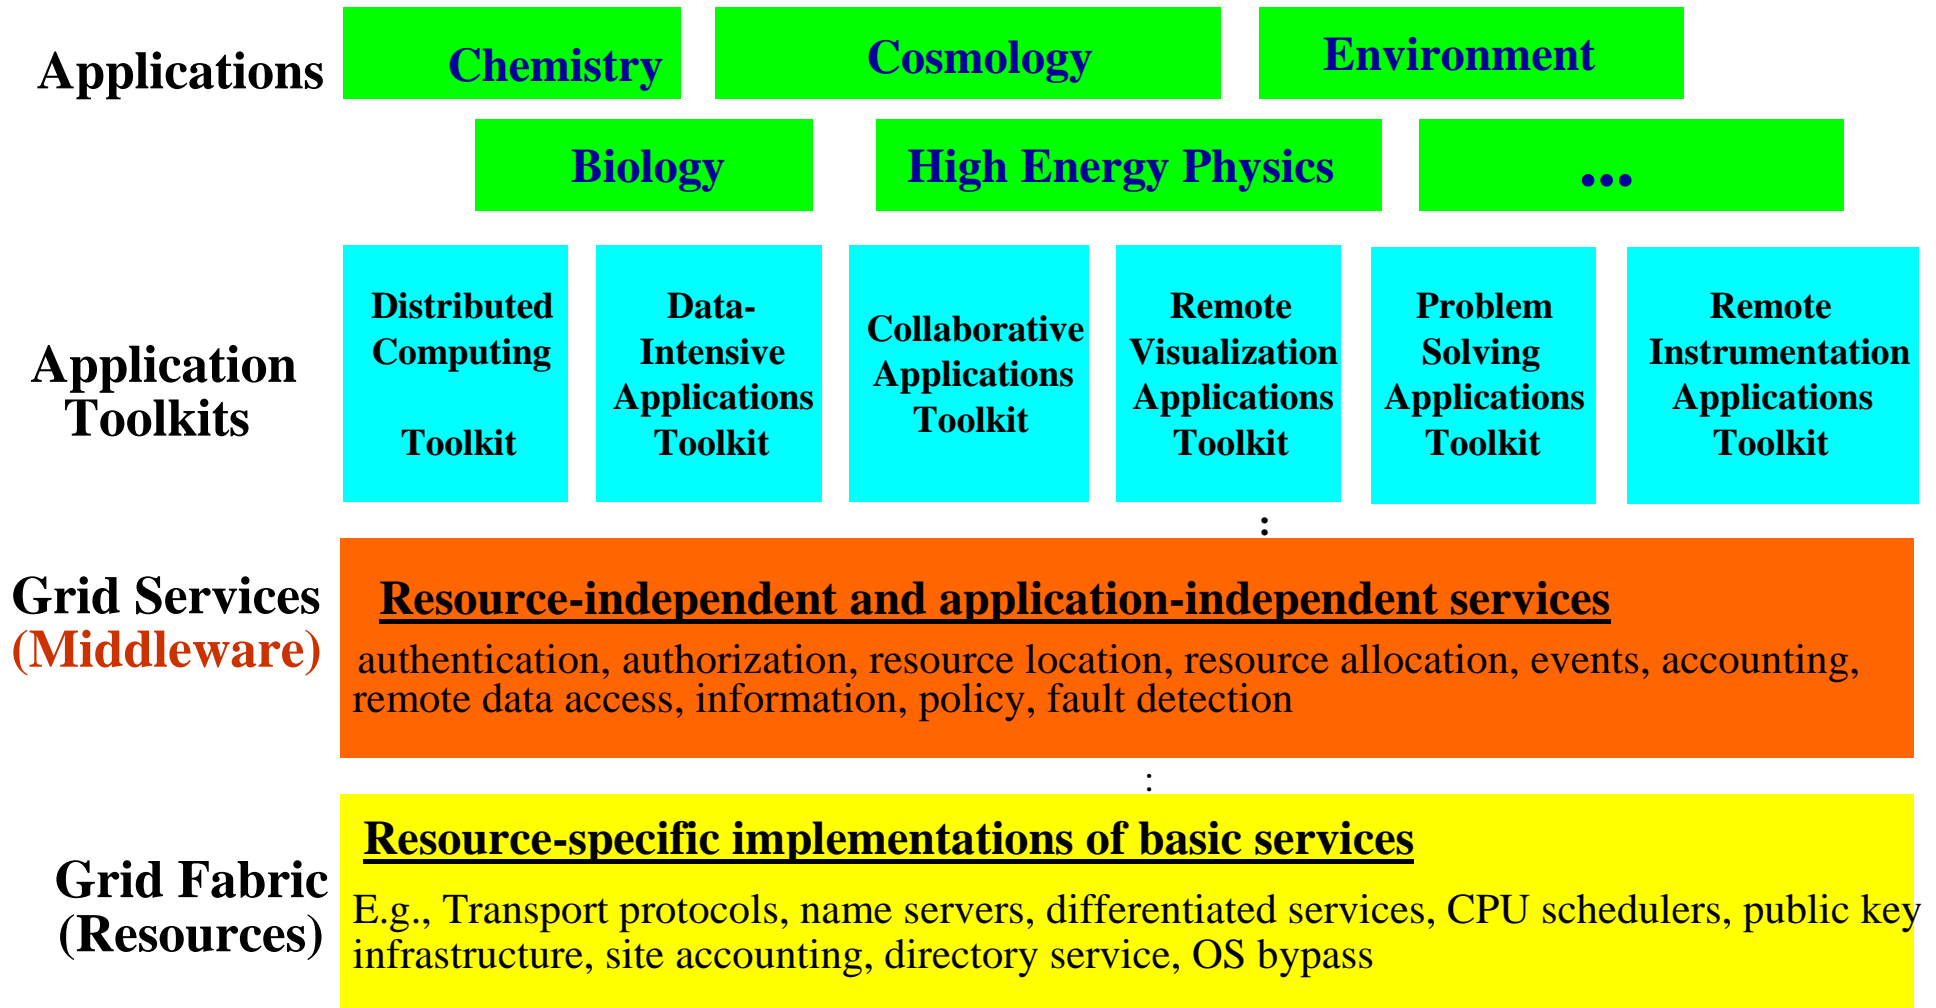 Applications
Chemistry
Cosmology
Environment
Biology
High Energy Physics
...
Application
Toolkits
Distributed
Computing
Toolkit
Data-
Intensive
Applications
Toolkit
Collaborative
Applications
Toolkit
Remote
Visualization
Applications
Toolkit
Problem
Solving
Applications
Toolkit
Remote
Instrumentation
Applications
Toolkit
:
Grid Services
(Middleware)
Resource-independent and application-independent services
authentication, authorization, resource location, resource allocation, events, accounting,
remote data access, information, policy, fault detection
:
Grid Fabric
(Resources)
Resource-specific implementations of basic services
E.g., Transport protocols, name servers, differentiated services, CPU schedulers, public key
infrastructure, site accounting, directory service, OS bypass